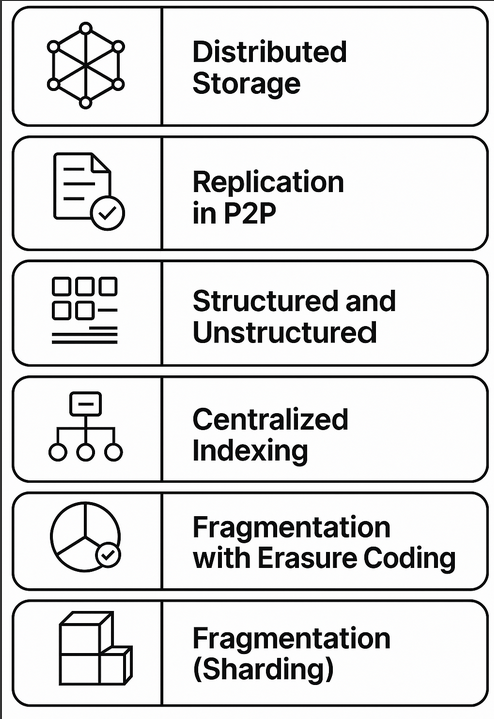 Distributed
Storage
Replication
in P2P
Structured and
Unstructured
Centralized
Indexing
Fragmentation
with Erasure Coding
Fragmentation
(Sharding)